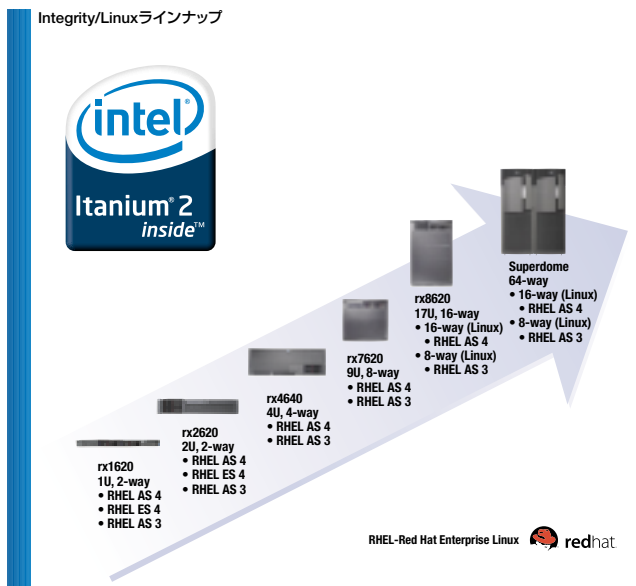 Integrity/Linuxラインナップ
intel®
Itanium® 2
inside™
Superdome
64-way
• 16-way (Linux)
• RHEL AS 4
• 8-way (Linux)
• RHEL AS 3
rx8620
17U, 16-way
• 16-way (Linux)
• RHEL AS 4
• 8-way (Linux)
• RHEL AS 3
rx7620
9U, 8-way
• RHEL AS 4
• RHEL AS 3
rx4640
4U, 4-way
• RHEL AS 4
• RHEL AS 3
rx2620
2U, 2-way
• RHEL AS 4
• RHEL ES 4
• RHEL AS 3
rx1620
1U, 2-way
• RHEL AS 4
• RHEL ES 4
• RHEL AS 3
RHEL-Red Hat Enterprise Linux
redhat